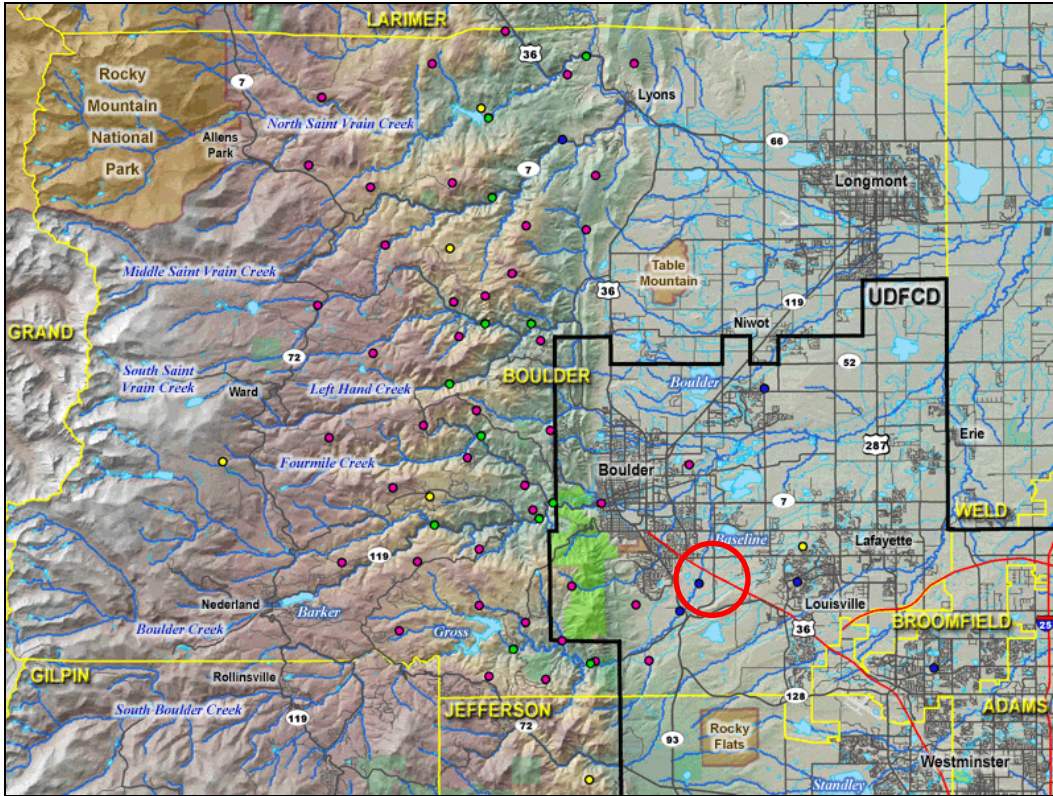 LARIMER
36
Rocky
Mountain
National
Park
7
Lyons
North Saint Vrain Creek
Allens
Park
66
7
Longmont
Middle Saint Vrain Creek
Table
Mountain
36
119
UDFCD
GRAND
Niwot
72
52
South Saint
Vrain Creek
BOULDER
Boulder
Ward
Left Hand Creek
287
Erie
Fourmile Creek
Boulder
7
WELD
Baseline
Lafayette
119
Nederland
Barker
Louisville
Boulder Creek
Gross
36
BROOMFIELD
25
GILPIN
Rollinsville
128
South Boulder Creek
JEFFERSON
ADAMS
119
72
93
Rocky
Flats
Westminster
Standley